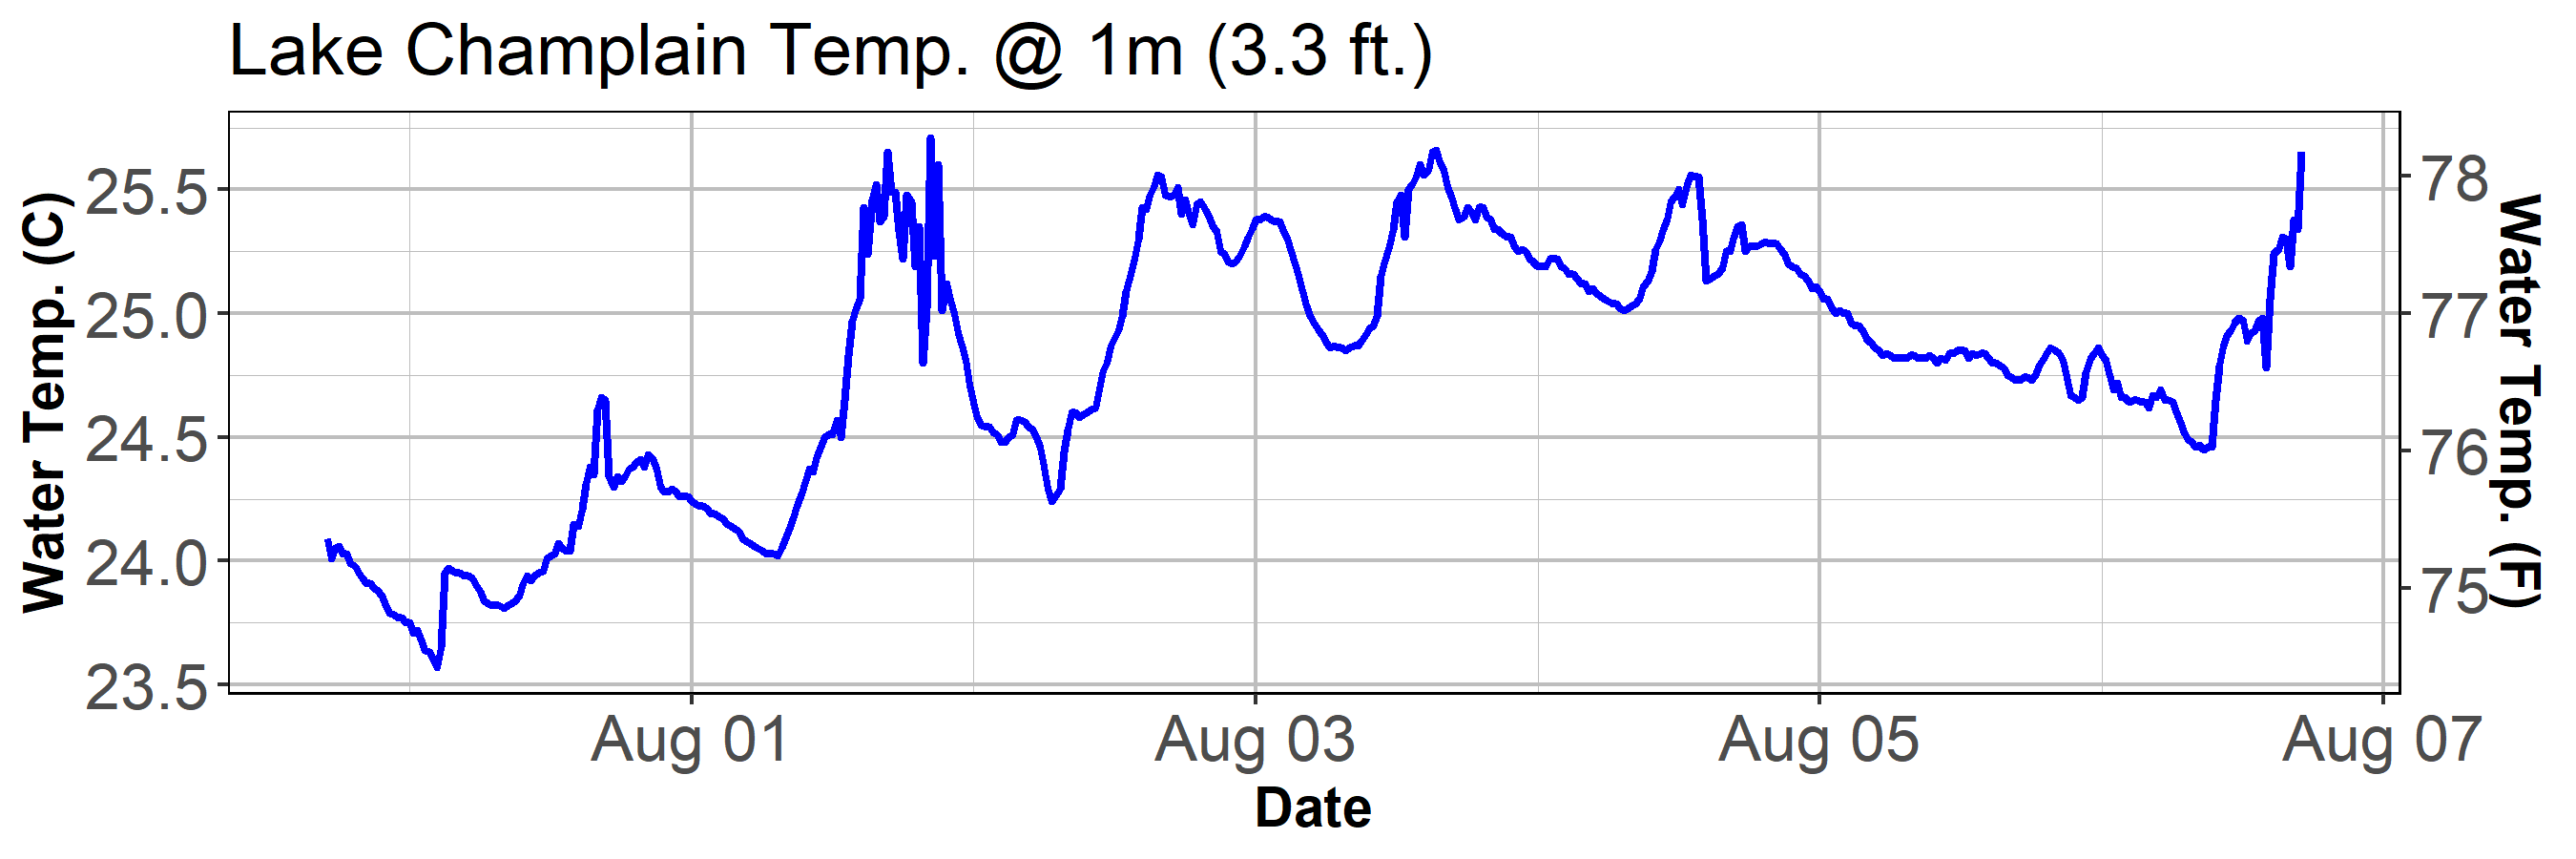 Lake Champlain Temp. @ 1m (3.3 ft.)
Water Temp. (C)
25.5
25.0
24.5
24.0
23.5
78
77
76
75
Water Temp. (F)
Aug 01 Aug 03 Aug 05 Aug 07
Date